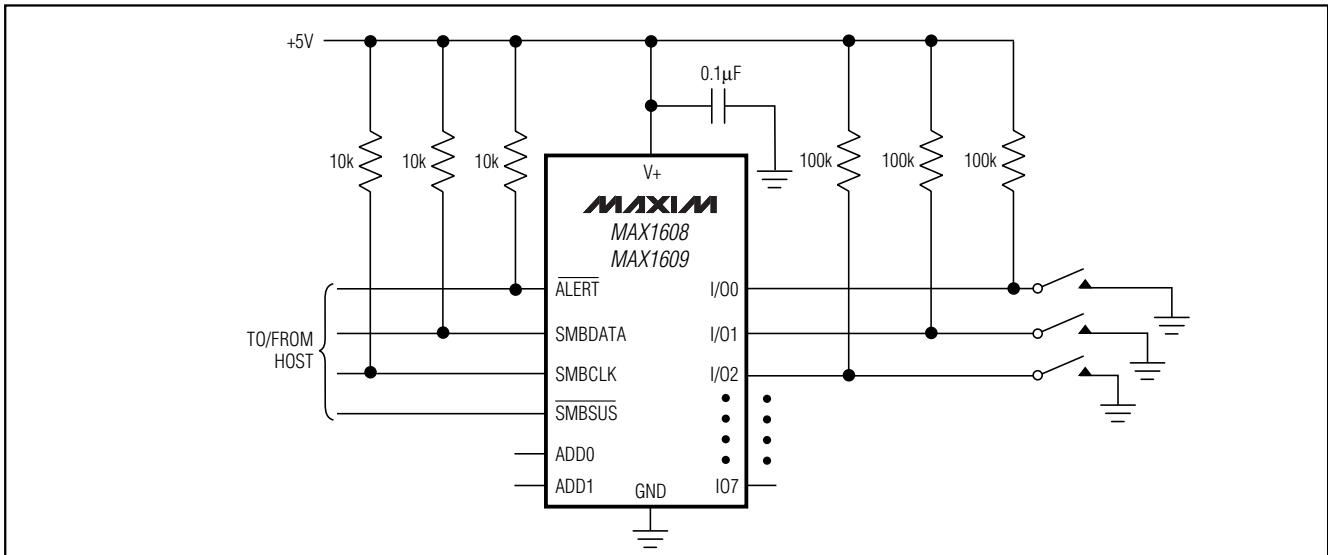 +5V
0.1µF
10k 10k 10k 100k 100k 100k
V+
MAXIM
MAX1608
MAX1609
ALERT I/O0
SMBDATA I/O1
TO/FROM
HOST
SMBCLK I/O2
SMBSUS
ADD0
ADD1 GND IO7